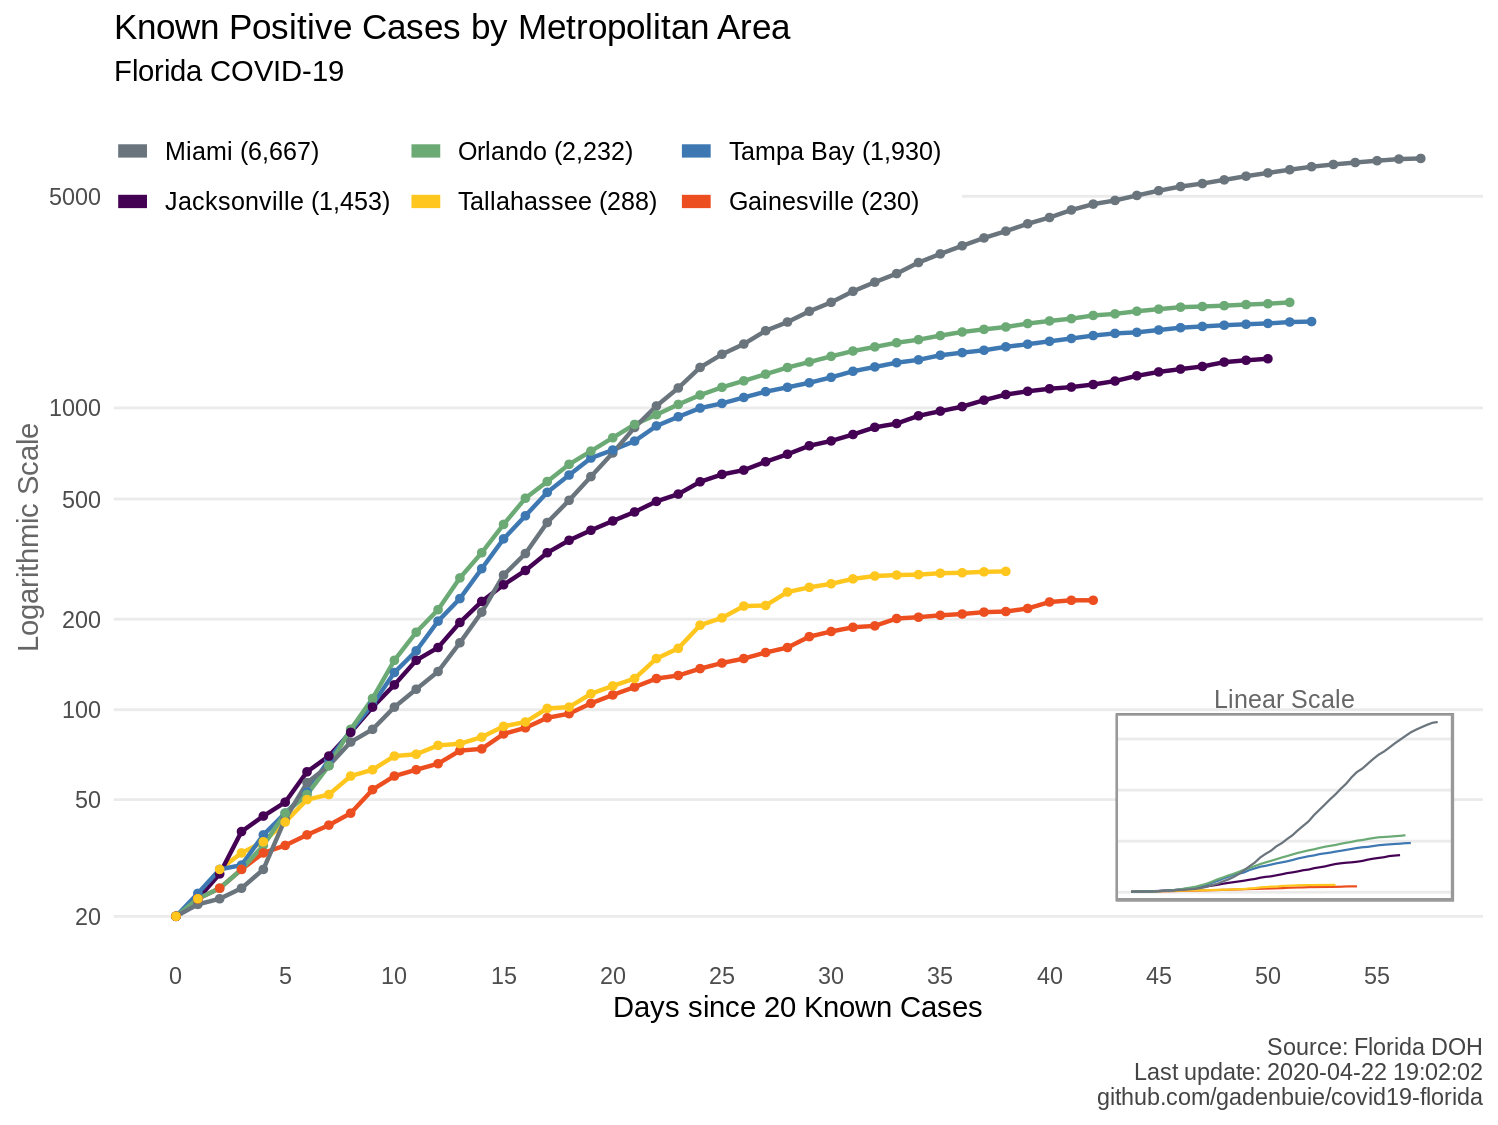 Known Positive Cases by Metropolitan Area
Florida COVID-19
Miami (6,667) Orlando (2,232) Tampa Bay (1,930)
Jacksonville (1,453) Tallahassee (288) Gainesville (230)
5000
1000
500
200
100
50
20
Logarithmic Scale
Linear Scale
0 5 10 15 20 25 30 35 40 45 50 55
Days since 20 Known Cases
Source: Florida DOH
Last update: 2020-04-22 19:02:02
github.com/gadenbuie/covid19-florida